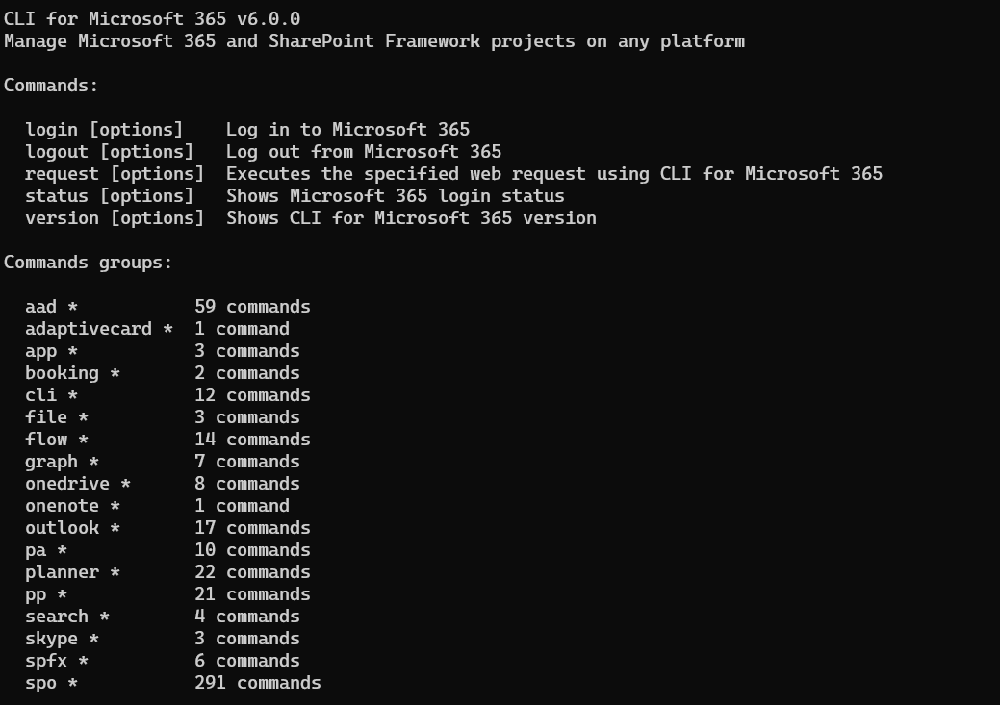 CLI for Microsoft 365 v6.0.0
Manage Microsoft 365 and SharePoint Framework projects on any platform
Commands:
login [options]    Log in to Microsoft 365
logout [options]   Log out from Microsoft 365
request [options]  Executes the specified web request using CLI for Microsoft 365
status [options]   Shows Microsoft 365 login status
version [options]  Shows CLI for Microsoft 365 version
Commands groups:
aad *           59 commands
adaptivecard *  1 command
app *           3 commands
booking *       2 commands
cli *           12 commands
file *          3 commands
flow *          14 commands
graph *         7 commands
onedrive *      8 commands
onenote *       1 command
outlook *       17 commands
pa *            10 commands
planner *       22 commands
pp *            21 commands
search *        4 commands
skype *         3 commands
spfx *          6 commands
spo *           291 commands